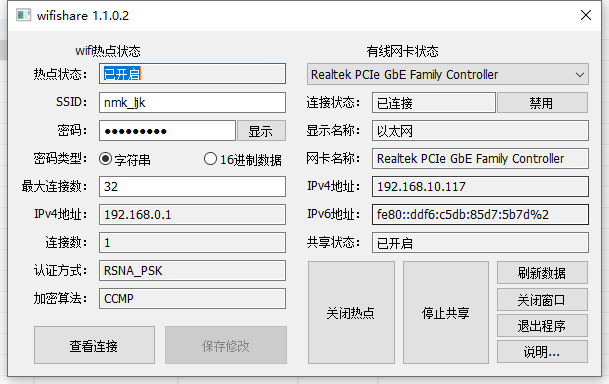 wifishare 1.1.0.2
wifi热点状态
热点状态： 已开启
SSID： nmk_ljk
密码： ●●●●●●●●● 显示
密码类型： 字符串 16进制数据
最大连接数： 32
IPv4地址： 192.168.0.1
连接数： 1
认证方式： RSNA_PSK
加密算法： CCMP
查看连接 保存修改
有线网卡状态
Realtek PCIe GbE Family Controller
连接状态： 已连接 禁用
显示名称： 以太网
网卡名称： Realtek PCIe GbE Family Controller
IPv4地址： 192.168.10.117
IPv6地址： fe80::ddf6:c5db:85d7:5b7d%2
共享状态： 已开启
关闭热点 停止共享
刷新数据
关闭窗口
退出程序
说明...